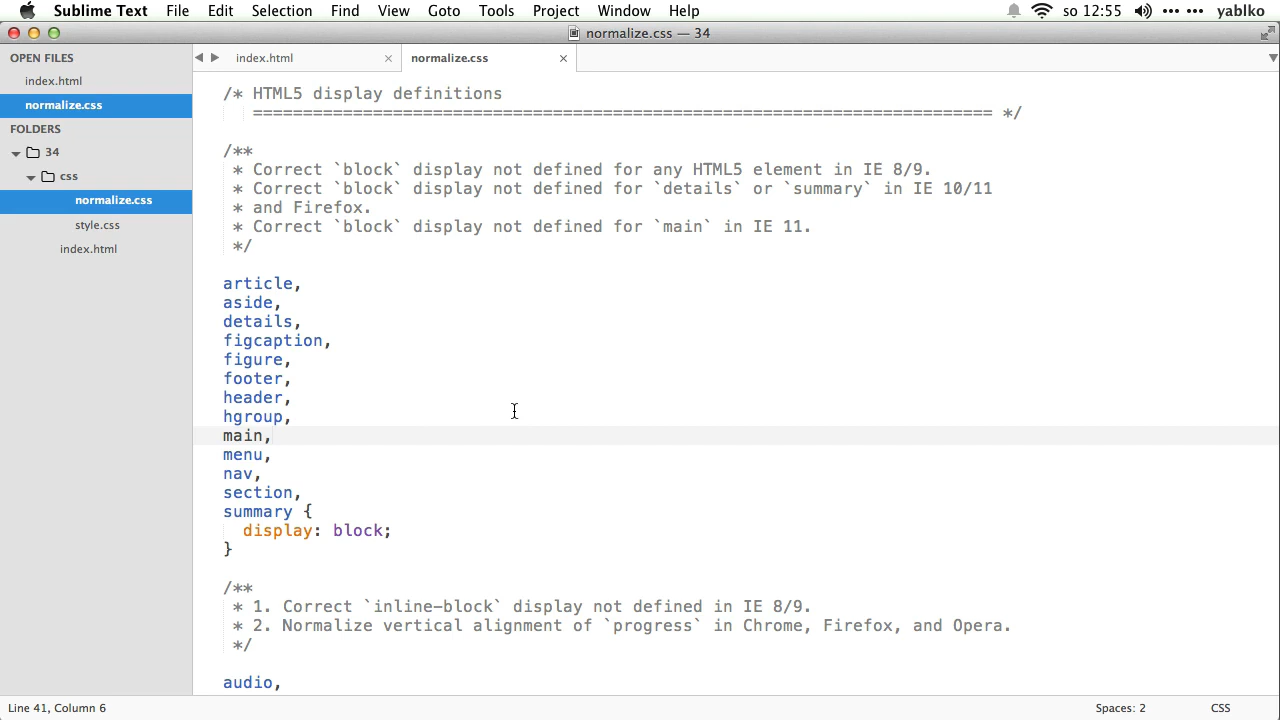 Sublime Text File Edit Selection Find View Goto Tools Project Window Help so 12:55 yablko
normalize.css — 34
OPEN FILES
index.html
normalize.css
FOLDERS
34
css
normalize.css
style.css
index.html
index.html normalize.css
/* HTML5 display definitions
========================================================================== */
/**
* Correct `block` display not defined for any HTML5 element in IE 8/9.
* Correct `block` display not defined for `details` or `summary` in IE 10/11
* and Firefox.
* Correct `block` display not defined for `main` in IE 11.
*/
article,
aside,
details,
figcaption,
figure,
footer,
header,
hgroup,
main,
menu,
nav,
section,
summary {
display: block;
}
/**
* 1. Correct `inline-block` display not defined in IE 8/9.
* 2. Normalize vertical alignment of `progress` in Chrome, Firefox, and Opera.
*/
audio,
Line 41, Column 6 Spaces: 2 CSS